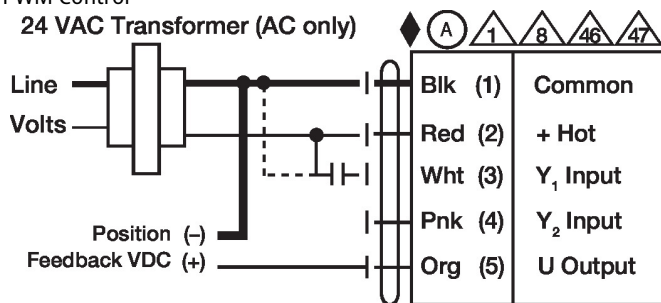 PWM Control
24 VAC Transformer (AC only)
A 1 8 46 47
Line
Volts
Blk (1) Common
Red (2) + Hot
Wht (3) Y₁ Input
Pnk (4) Y₂ Input
Org (5) U Output
Position (–)
Feedback VDC (+)